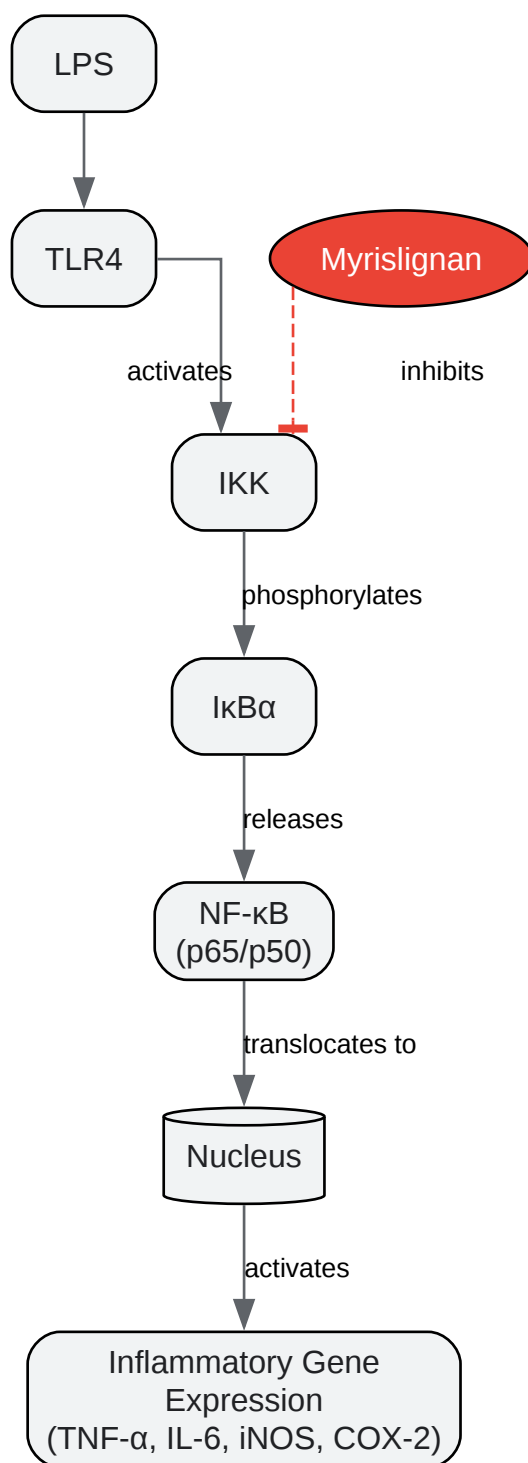 LPS
TLR4
Myrislignan
activates
inhibits
IKK
phosphorylates
IκBα
releases
NF-κB
(p65/p50)
translocates to
Nucleus
activates
Inflammatory Gene
Expression
(TNF-α, IL-6, iNOS, COX-2)